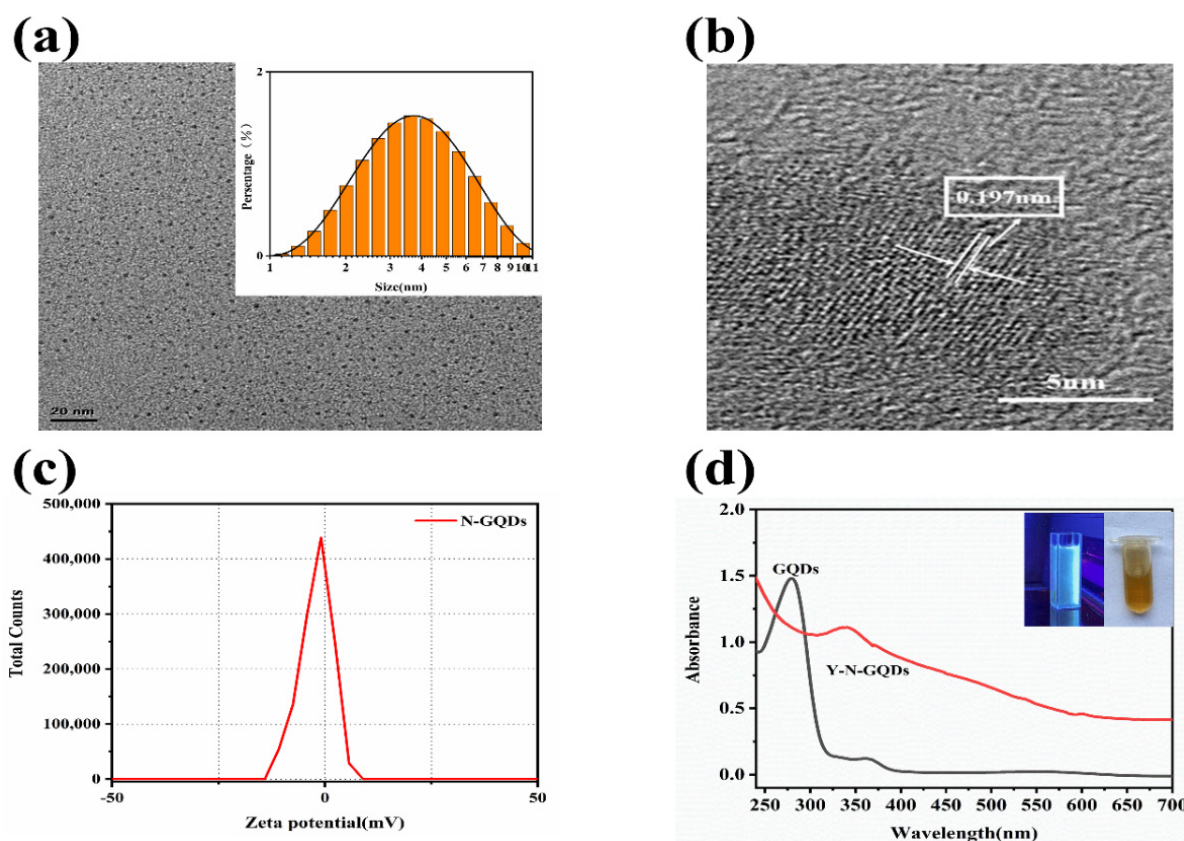 (a)
2
Persentage (%)
0
1 2 3 4 5 6 7 8 9 10 11
Size(nm)
20 nm
(b)
0.197nm
5nm
(c)
500,000
400,000
300,000
200,000
100,000
0
Total Counts
N-GQDs
-50 0 50
Zeta potential(mV)
(d)
2.0
1.5
1.0
0.5
0.0
Absorbance
GQDs
Y-N-GQDs
250 300 350 400 450 500 550 600 650 700
Wavelength(nm)